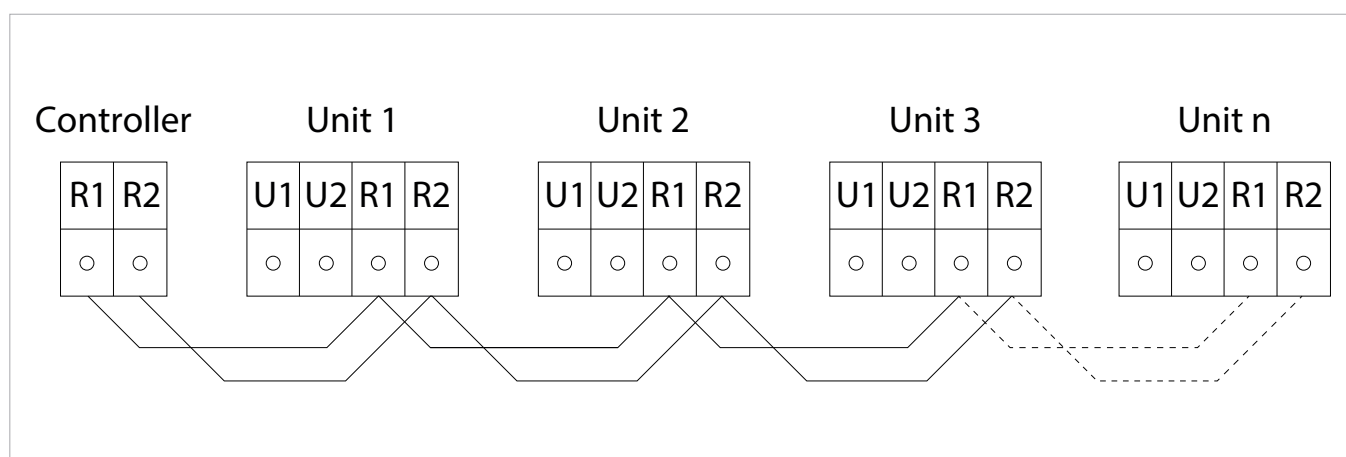 Controller Unit 1 Unit 2 Unit 3 Unit n
R1 R2 U1 U2 R1 R2 U1 U2 R1 R2 U1 U2 R1 R2 U1 U2 R1 R2